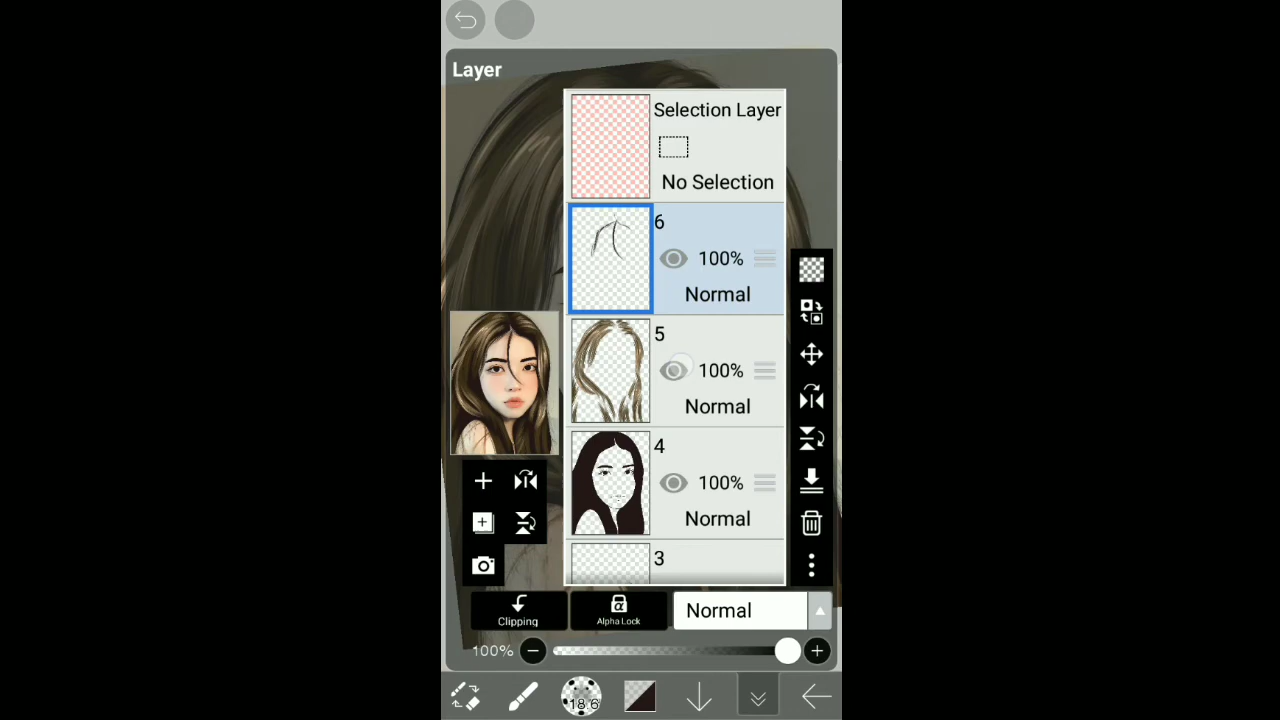 Layer
Selection Layer
No Selection
6
100%
Normal
5
100%
Normal
4
100%
Normal
3
Clipping
α
Alpha Lock
Normal
100%
18.6